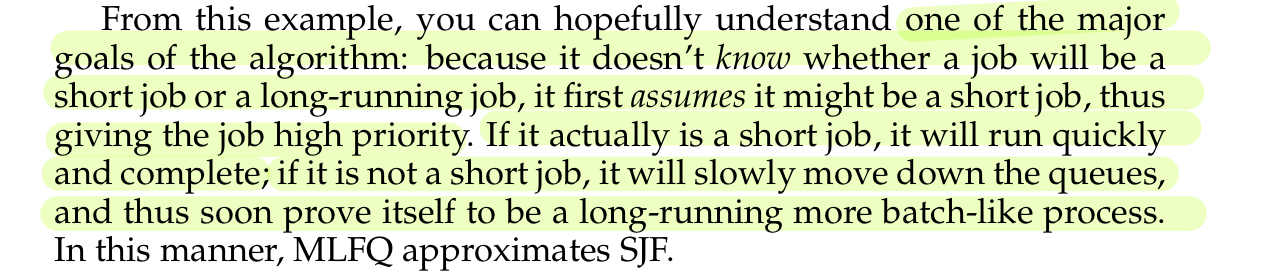 From this example, you can hopefully understand one of the major
goals of the algorithm: because it doesn't know whether a job will be a
short job or a long-running job, it first assumes it might be a short job, thus
giving the job high priority. If it actually is a short job, it will run quickly
and complete; if it is not a short job, it will slowly move down the queues,
and thus soon prove itself to be a long-running more batch-like process.
In this manner, MLFQ approximates SJF.